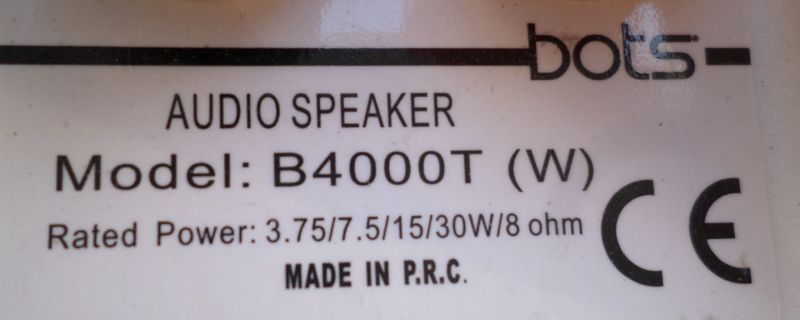 bots
AUDIO SPEAKER
Model: B4000T (W)
Rated Power: 3.75/7.5/15/30W/8 ohm
MADE IN P.R.C.
CE